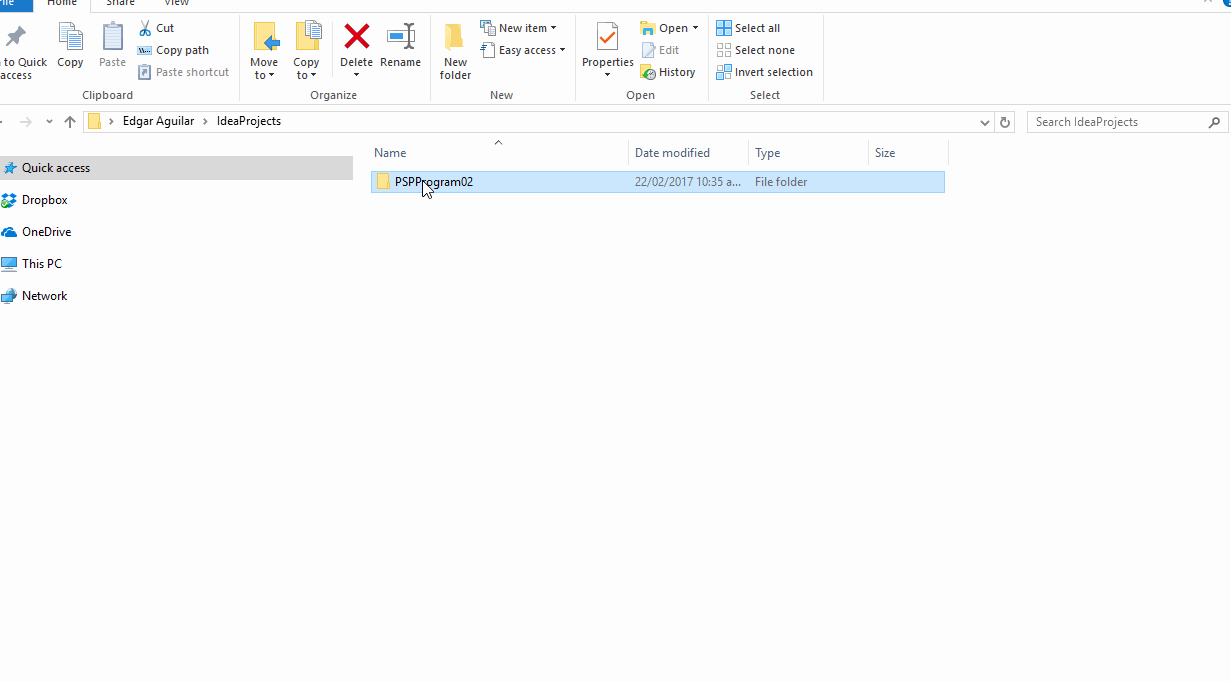 File Home Share View
to Quick access
Copy
Paste
Cut
Copy path
Paste shortcut
Clipboard
Move to
Copy to
Delete
Rename
Organize
New folder
New item
Easy access
New
Properties
Open
Edit
History
Open
Select all
Select none
Invert selection
Select
Edgar Aguilar > IdeaProjects
Search IdeaProjects
Name Date modified Type Size
Quick access
PSPProgram02 22/02/2017 10:35 a... File folder
Dropbox
OneDrive
This PC
Network